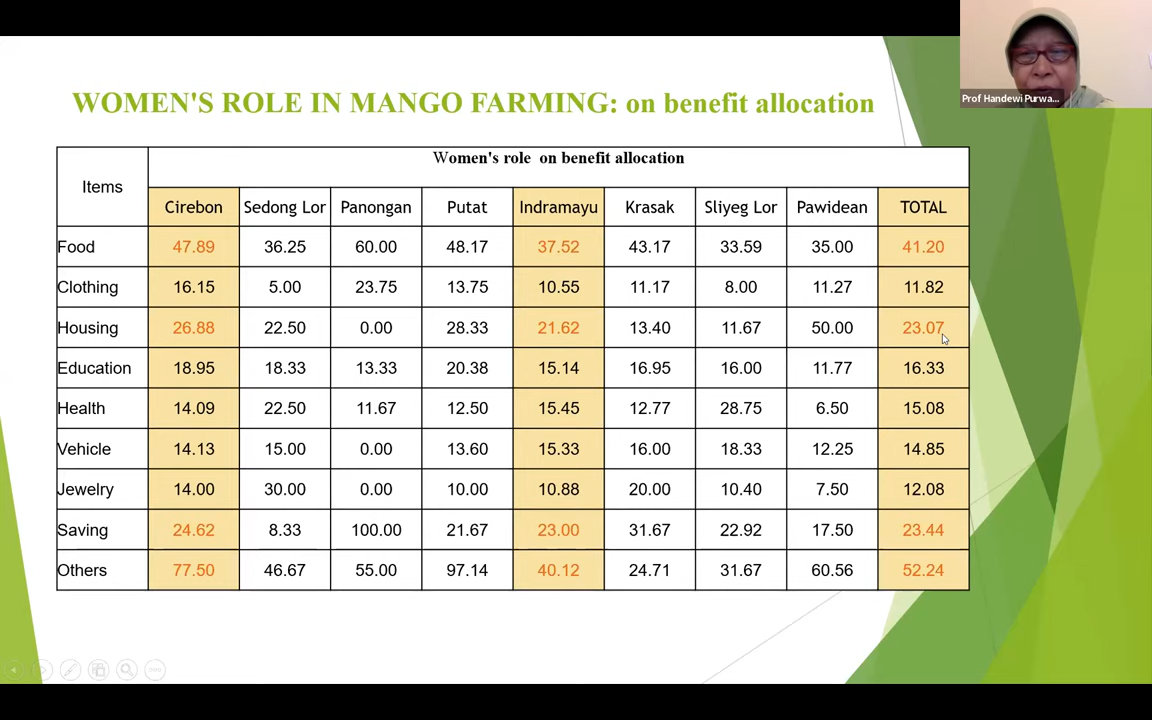 Prof Handewi Purwa...
WOMEN'S ROLE IN MANGO FARMING: on benefit allocation
Items
Women's role on benefit allocation
Cirebon Sedong Lor Panongan Putat Indramayu Krasak Sliyeg Lor Pawidean TOTAL
Food 47.89 36.25 60.00 48.17 37.52 43.17 33.59 35.00 41.20
Clothing 16.15 5.00 23.75 13.75 10.55 11.17 8.00 11.27 11.82
Housing 26.88 22.50 0.00 28.33 21.62 13.40 11.67 50.00 23.07
Education 18.95 18.33 13.33 20.38 15.14 16.95 16.00 11.77 16.33
Health 14.09 22.50 11.67 12.50 15.45 12.77 28.75 6.50 15.08
Vehicle 14.13 15.00 0.00 13.60 15.33 16.00 18.33 12.25 14.85
Jewelry 14.00 30.00 0.00 10.00 10.88 20.00 10.40 7.50 12.08
Saving 24.62 8.33 100.00 21.67 23.00 31.67 22.92 17.50 23.44
Others 77.50 46.67 55.00 97.14 40.12 24.71 31.67 60.56 52.24